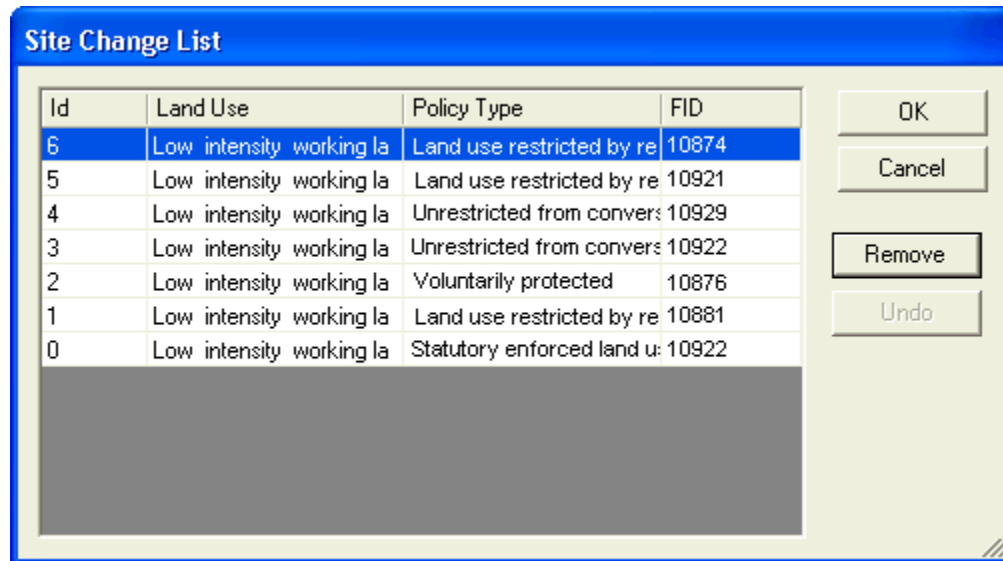 Site Change List
Id Land Use Policy Type FID
6 Low intensity working la Land use restricted by re 10874
5 Low intensity working la Land use restricted by re 10921
4 Low intensity working la Unrestricted from convers 10929
3 Low intensity working la Unrestricted from convers 10922
2 Low intensity working la Voluntarily protected 10876
1 Low intensity working la Land use restricted by re 10881
0 Low intensity working la Statutory enforced land u 10922
OK
Cancel
Remove
Undo